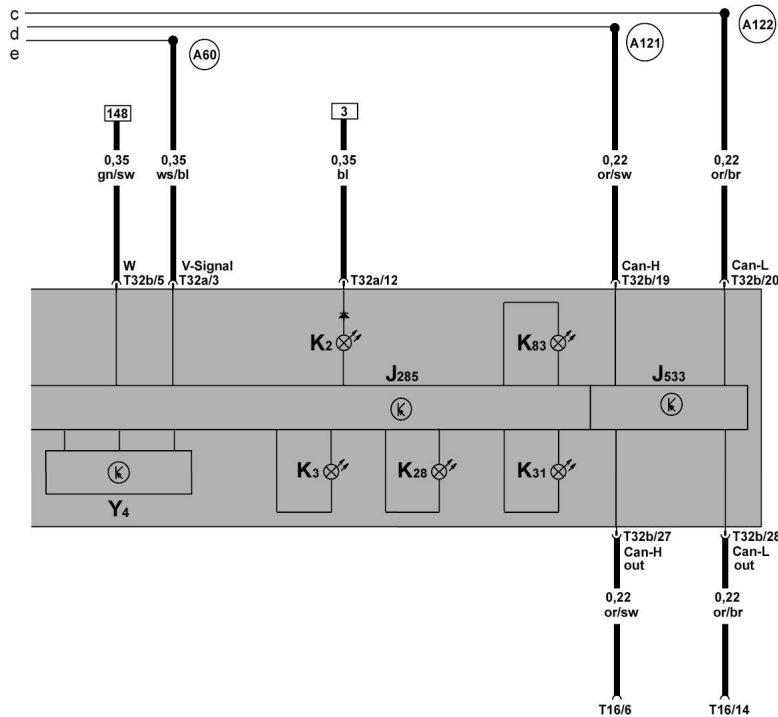 c
A122
d
A121
e
A60
148
3
0,35
gn/sw
0,35
ws/bl
0,35
bl
0,22
or/sw
0,22
or/br
W
T32b/5
V-Signal
T32a/3
T32a/12
Can-H
T32b/19
Can-L
T32b/20
K2
K83
J285
J533
K3
K28
K31
Y4
T32b/27
Can-H
out
T32b/28
Can-L
out
0,22
or/sw
0,22
or/br
T16/6
T16/14